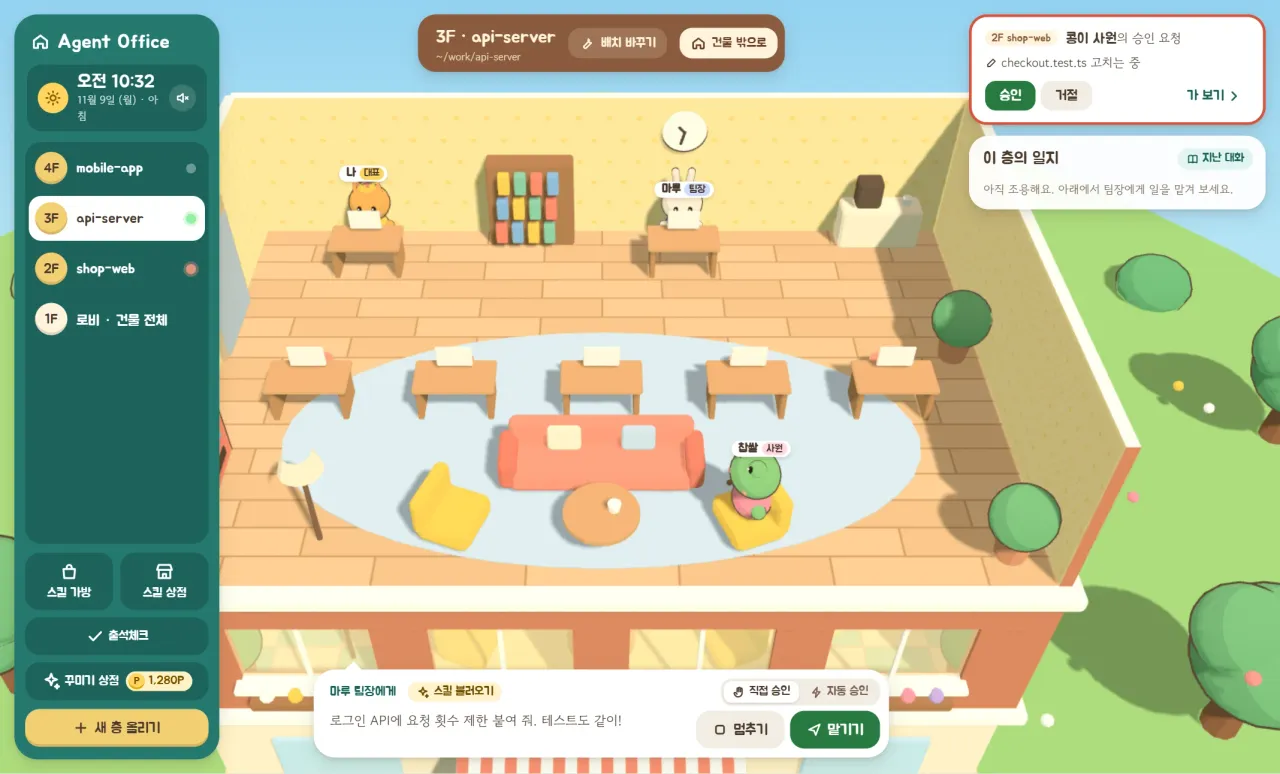 Agent Office
오전 10:32
11월 9일 (월) · 아
침
4F mobile-app
3F api-server
2F shop-web
1F 로비 · 건물 전체
스킬 가방
스킬 상점
출석체크
꾸미기 상점 P 1,280P
+ 새 층 올리기
3F · api-server
~/work/api-server
배치 바꾸기
건물 밖으로
나 대표
마루 팀장
찹쌀 사원
2F shop-web 콩이 사원의 승인 요청
checkout.test.ts 고치는 중
승인
거절
가 보기
이 층의 일지
지난 대화
아직 조용해요. 아래에서 팀장에게 일을 맡겨 보세요.
마루 팀장에게
스킬 불러오기
직접 승인
자동 승인
로그인 API에 요청 횟수 제한 붙여 줘. 테스트도 같이!
멈추기
맡기기